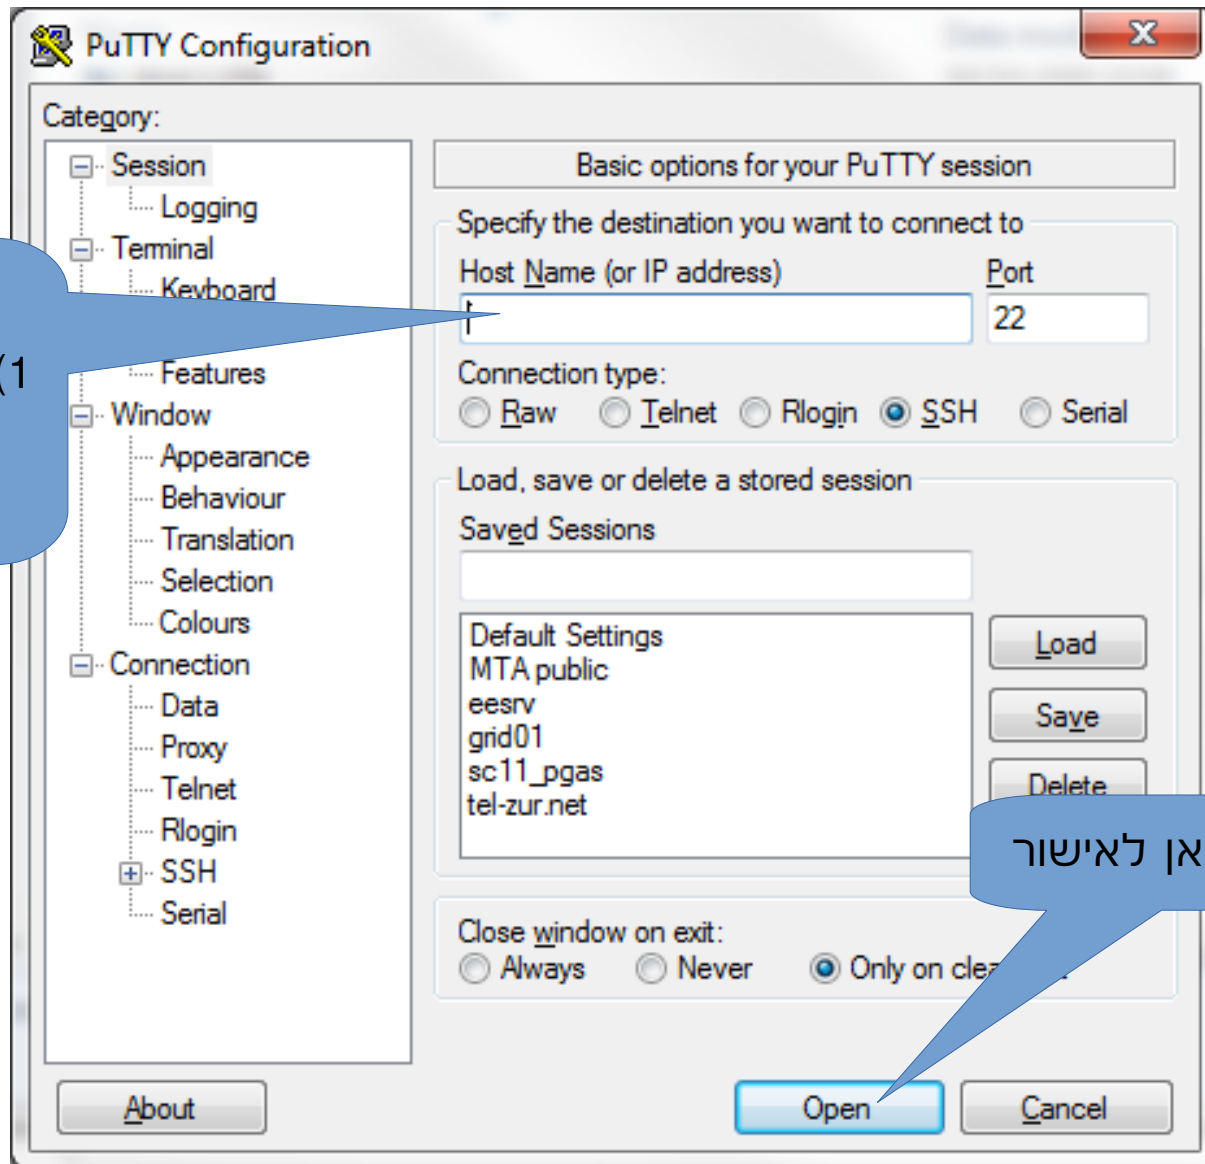 PuTTY Configuration
Category:
Session
Logging
Terminal
Keyboard
Features
Window
Appearance
Behaviour
Translation
Selection
Colours
Connection
Data
Proxy
Telnet
Rlogin
SSH
Serial
Basic options for your PuTTY session
Specify the destination you want to connect to
Host Name (or IP address) Port
22
Connection type:
Raw Telnet Rlogin SSH Serial
Load, save or delete a stored session
Saved Sessions
Default Settings
MTA public
eesrv
grid01
sc11_pgas
tel-zur.net
Load
Save
Delete
Close window on exit:
Always Never Only on
About Open Cancel
(1
לאישור